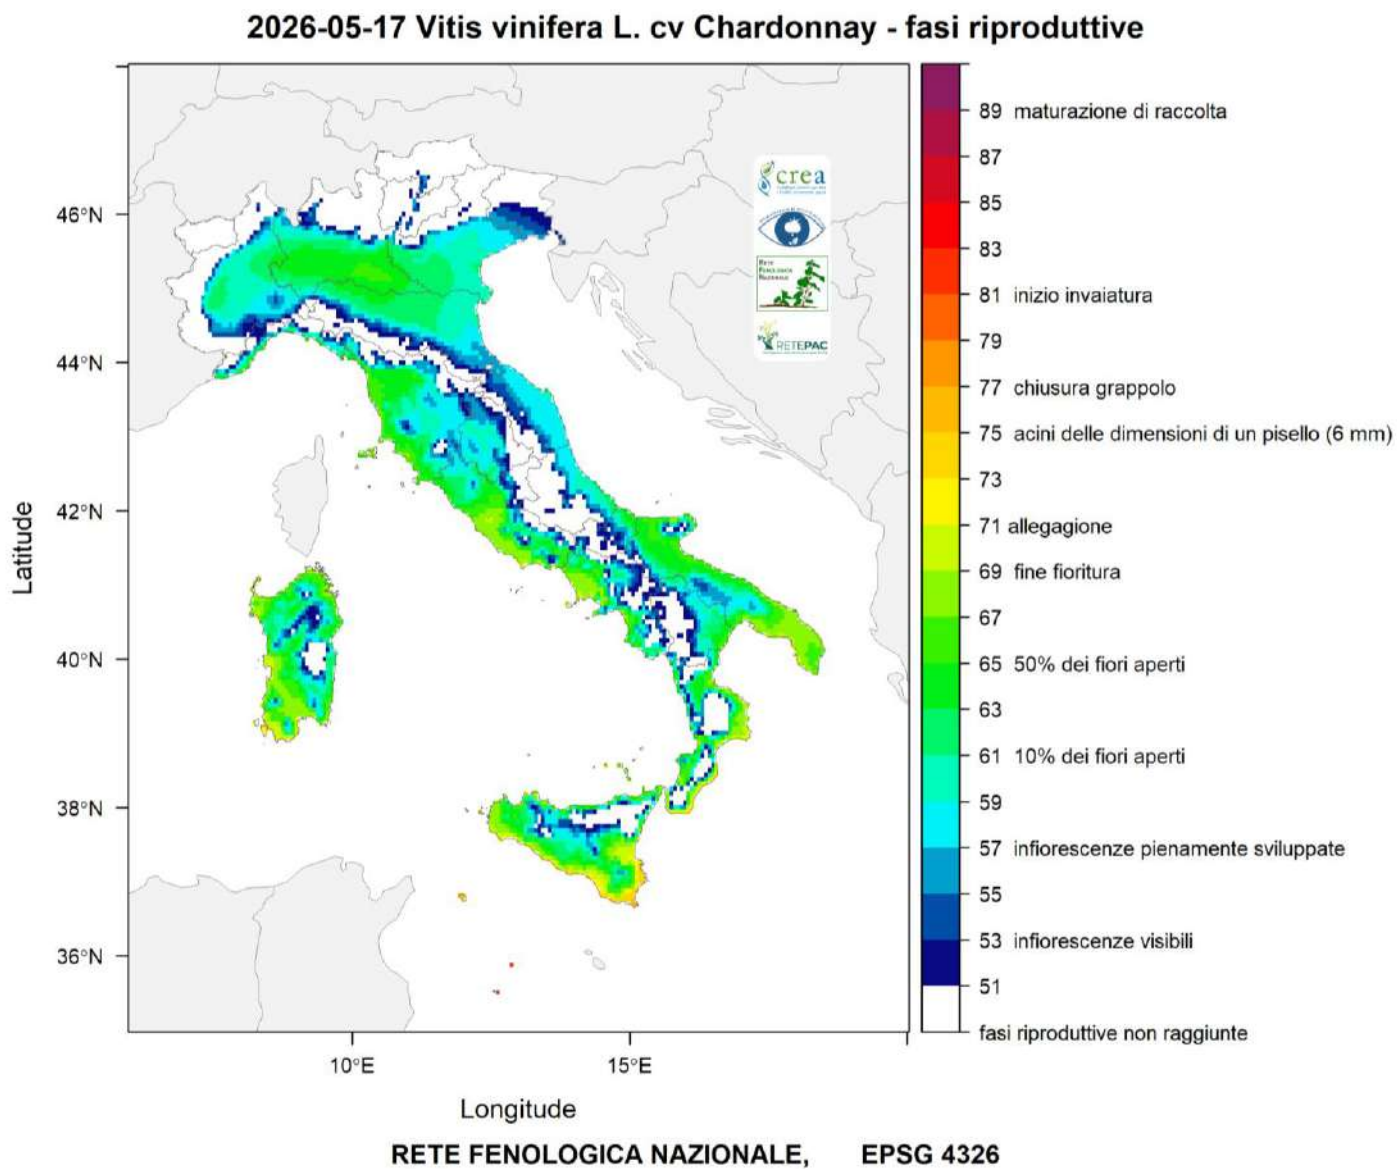 2026-05-17 Vitis vinifera L. cv Chardonnay - fasi riproduttive
89 maturazione di raccolta
87
85
83
81 inizio invaiatura
79
77 chiusura grappolo
75 acini delle dimensioni di un pisello (6 mm)
73
71 allegagione
69 fine fioritura
67
65 50% dei fiori aperti
63
61 10% dei fiori aperti
59
57 infiorescenze pienamente sviluppate
55
53 infiorescenze visibili
51
fasi riproduttive non raggiunte
crea
RETE
FENOLOGICA
NAZIONALE
RETEPAC
46°N
44°N
42°N
40°N
38°N
36°N
Latitude
10°E
15°E
Longitude
RETE FENOLOGICA NAZIONALE, EPSG 4326